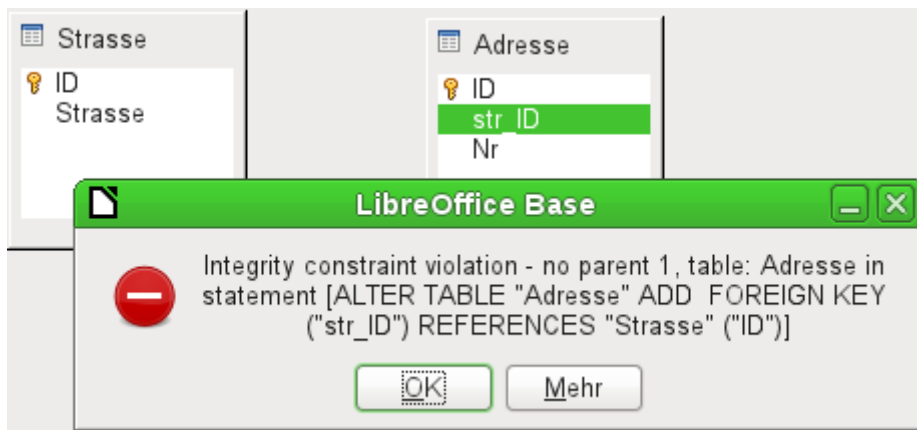 Strasse
ID
Strasse
Adresse
ID
str_ID
Nr
LibreOffice Base
Integrity constraint violation - no parent 1, table: Adresse in
statement [ALTER TABLE "Adresse" ADD  FOREIGN KEY
("str_ID") REFERENCES "Strasse" ("ID")]
OK
Mehr